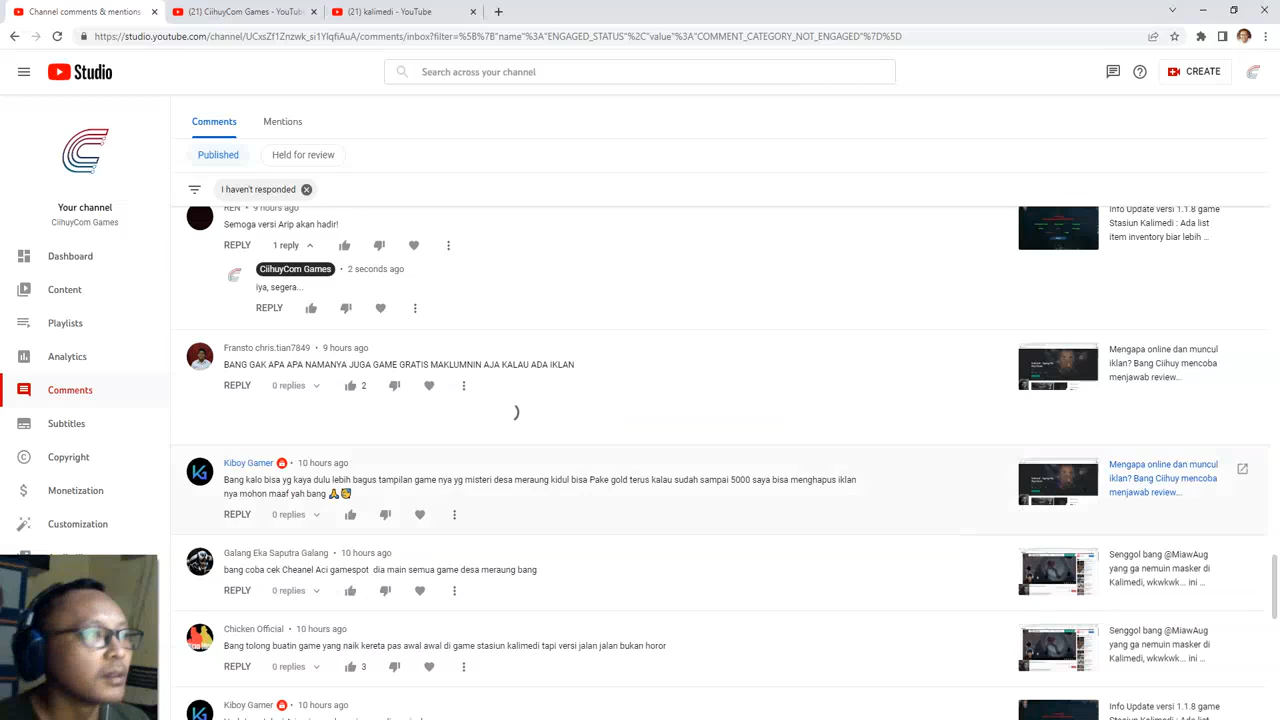 Channel comments & mentions
(21) CiihuyCom Games - YouTub
(21) kalimedi - YouTube
https://studio.youtube.com/channel/UCxsZf1Znzwk_si1YlqfiAuA/comments/inbox?filter=%5B%7B"name"%3A"ENGAGED_STATUS"%2C"value"%3A"COMMENT_CATEGORY_NOT_ENGAGED"%7D%5D
Studio
Search across your channel
CREATE
Your channel
CiihuyCom Games
Dashboard
Content
Playlists
Analytics
Comments
Subtitles
Copyright
Monetization
Customization
Comments
Mentions
Published
Held for review
I haven't responded
REN • 9 hours ago
Semoga versi Arip akan hadir!
REPLY 1 reply
Info Update versi 1.1.8 game
Stasiun Kalimedi : Ada list
item inventory biar lebih ...
CiihuyCom Games • 2 seconds ago
iya, segera...
REPLY
Fransto chris.tian7849 • 9 hours ago
BANG GAK APA APA NAMANYA JUGA GAME GRATIS MAKLUMNIN AJA KALAU ADA IKLAN
REPLY 0 replies 2
Mengapa online dan muncul
iklan? Bang Ciihuy mencoba
menjawab review...
Kiboy Gamer • 10 hours ago
Bang kalo bisa yg kaya dulu lebih bagus tampilan game nya yg misteri desa meraung kidul bisa Pake gold terus kalau sudah sampai 5000 saya bisa menghapus iklan
nya mohon maaf yah bang 🙏🥳
REPLY 0 replies
Mengapa online dan muncul
iklan? Bang Ciihuy mencoba
menjawab review...
Galang Eka Saputra Galang • 10 hours ago
bang coba cek Cheanel Aci gamespot dia main semua game desa meraung bang
REPLY 0 replies
Senggol bang @MiawAug
yang ga nemuin masker di
Kalimedi, wkwkwk... ini ...
Chicken Official • 10 hours ago
Bang tolong buatin game yang naik kereta pas awal awal di game stasiun kalimedi tapi versi jalan jalan bukan horor
REPLY 0 replies 3
Senggol bang @MiawAug
yang ga nemuin masker di
Kalimedi, wkwkwk... ini ...
Kiboy Gamer • 10 hours ago
Info Update versi 1.1.8 game